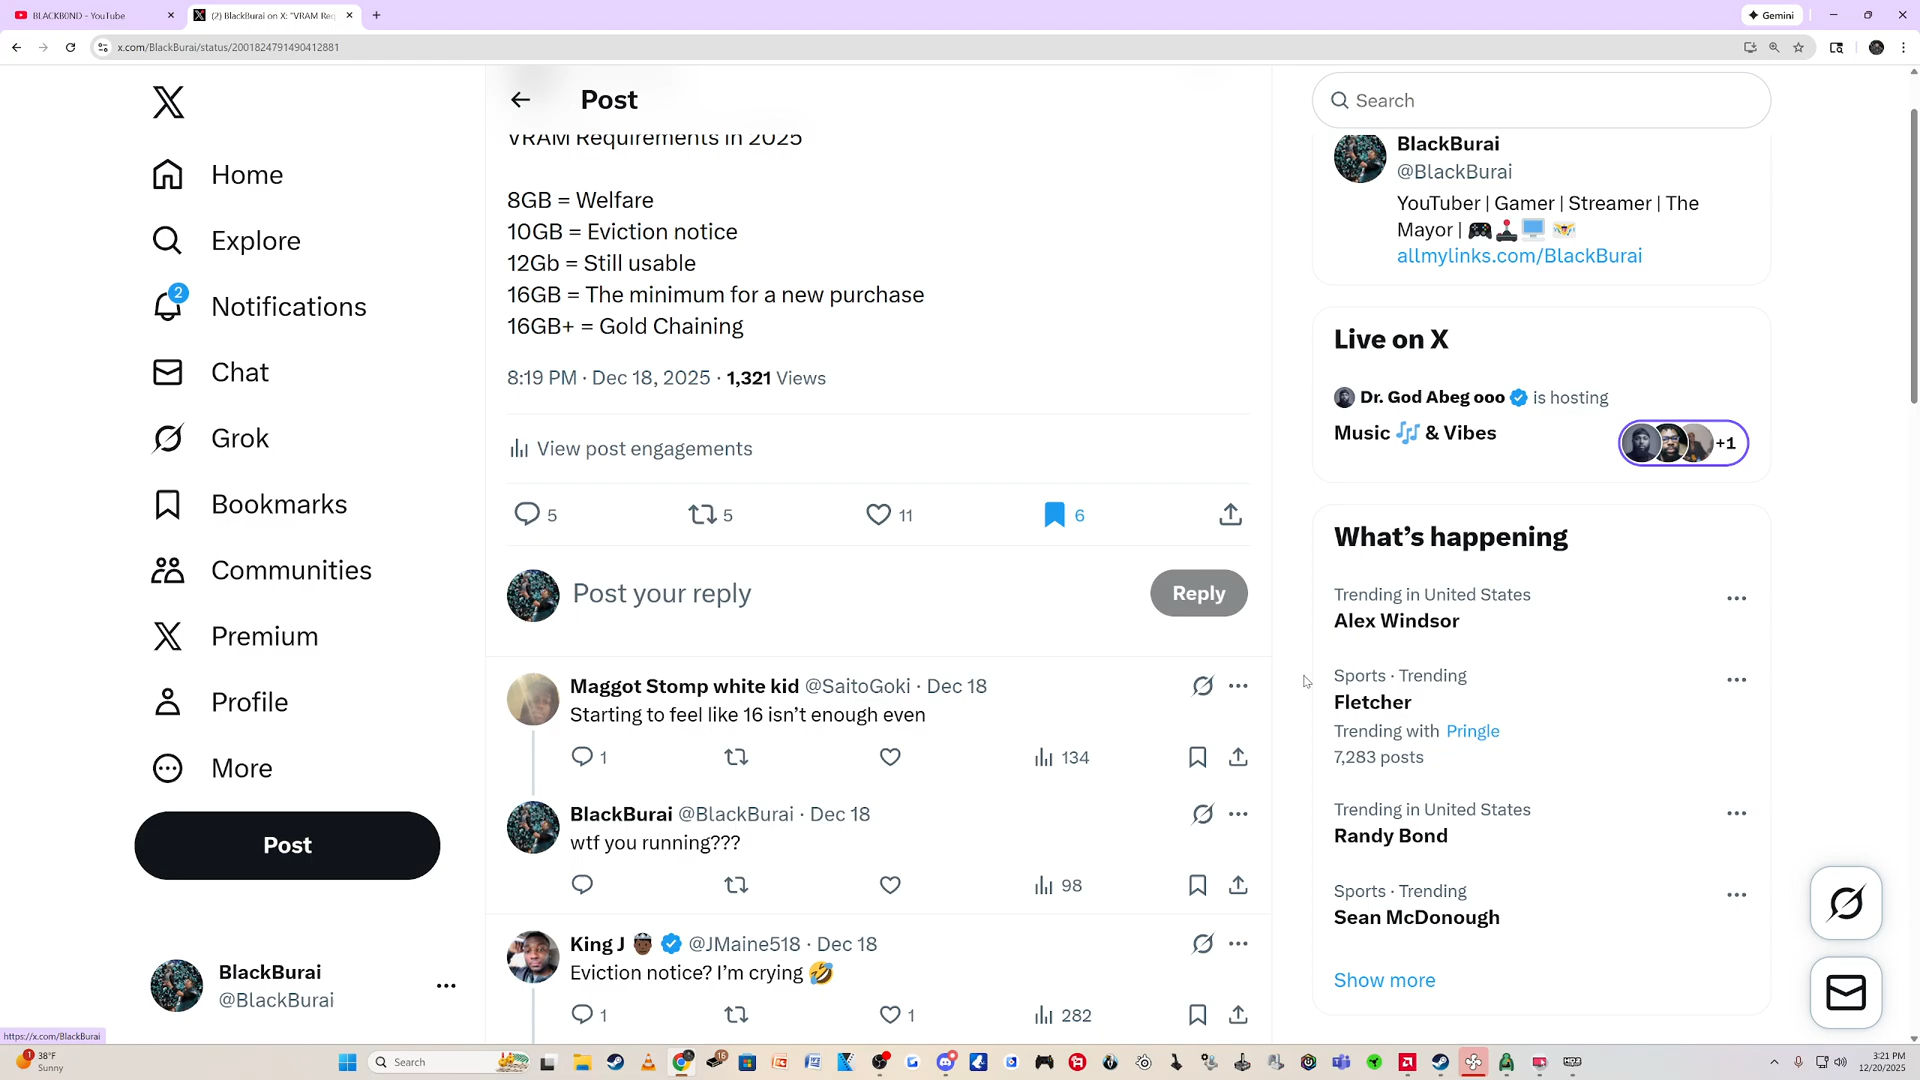 BLACKB0ND - YouTube
(2) BlackBurai on X: "VRAM Req
Gemini
x.com/BlackBurai/status/2001824791490412881
Home
Explore
2
Notifications
Chat
Grok
Bookmarks
Communities
Premium
Profile
More
Post
BlackBurai
@BlackBurai
https://x.com/BlackBurai
Post
VRAM Requirements in 2025
8GB = Welfare
10GB = Eviction notice
12Gb = Still usable
16GB = The minimum for a new purchase
16GB+ = Gold Chaining
8:19 PM · Dec 18, 2025 · 1,321 Views
View post engagements
5 5 11 6
Post your reply
Reply
Maggot Stomp white kid @SaitoGoki · Dec 18
Starting to feel like 16 isn't enough even
1 134
BlackBurai @BlackBurai · Dec 18
wtf you running???
98
King J @JMaine518 · Dec 18
Eviction notice? I'm crying 🤣
1 1 282
Search
BlackBurai
@BlackBurai
YouTuber | Gamer | Streamer | The
Mayor | 🎮🕹️🖥️ 🇻🇮
allmylinks.com/BlackBurai
Live on X
Dr. God Abeg ooo is hosting
Music 🎶 & Vibes
+1
What's happening
Trending in United States
Alex Windsor
Sports · Trending
Fletcher
Trending with Pringle
7,283 posts
Trending in United States
Randy Bond
Sports · Trending
Sean McDonough
Show more
1
38°F
Sunny
Search
16
3:21 PM
12/20/2025